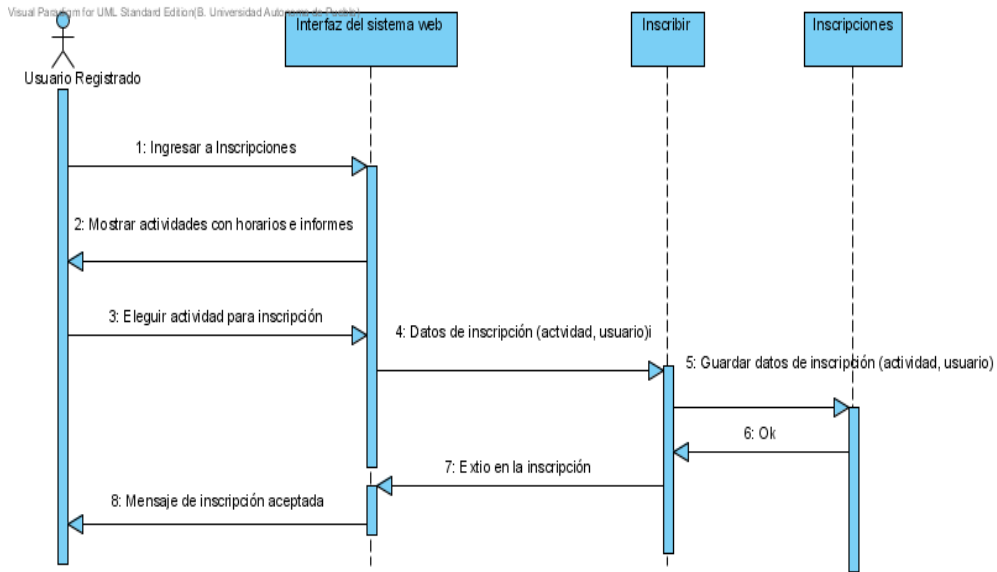 Visual Paradigm for UML Standard Edition(B. Universidad Autonoma de Puebla)
Interfaz del sistema web
Inscribir
Inscripciones
Usuario Registrado
1: Ingresar a Inscripciones
2: Mostrar actividades con horarios e informes
3: Eleguir actividad para inscripción
4: Datos de inscripción (actvidad, usuario)i
5: Guardar datos de inscripción (actividad, usuario)
6: Ok
7: Extio en la inscripción
8: Mensaje de inscripción aceptada